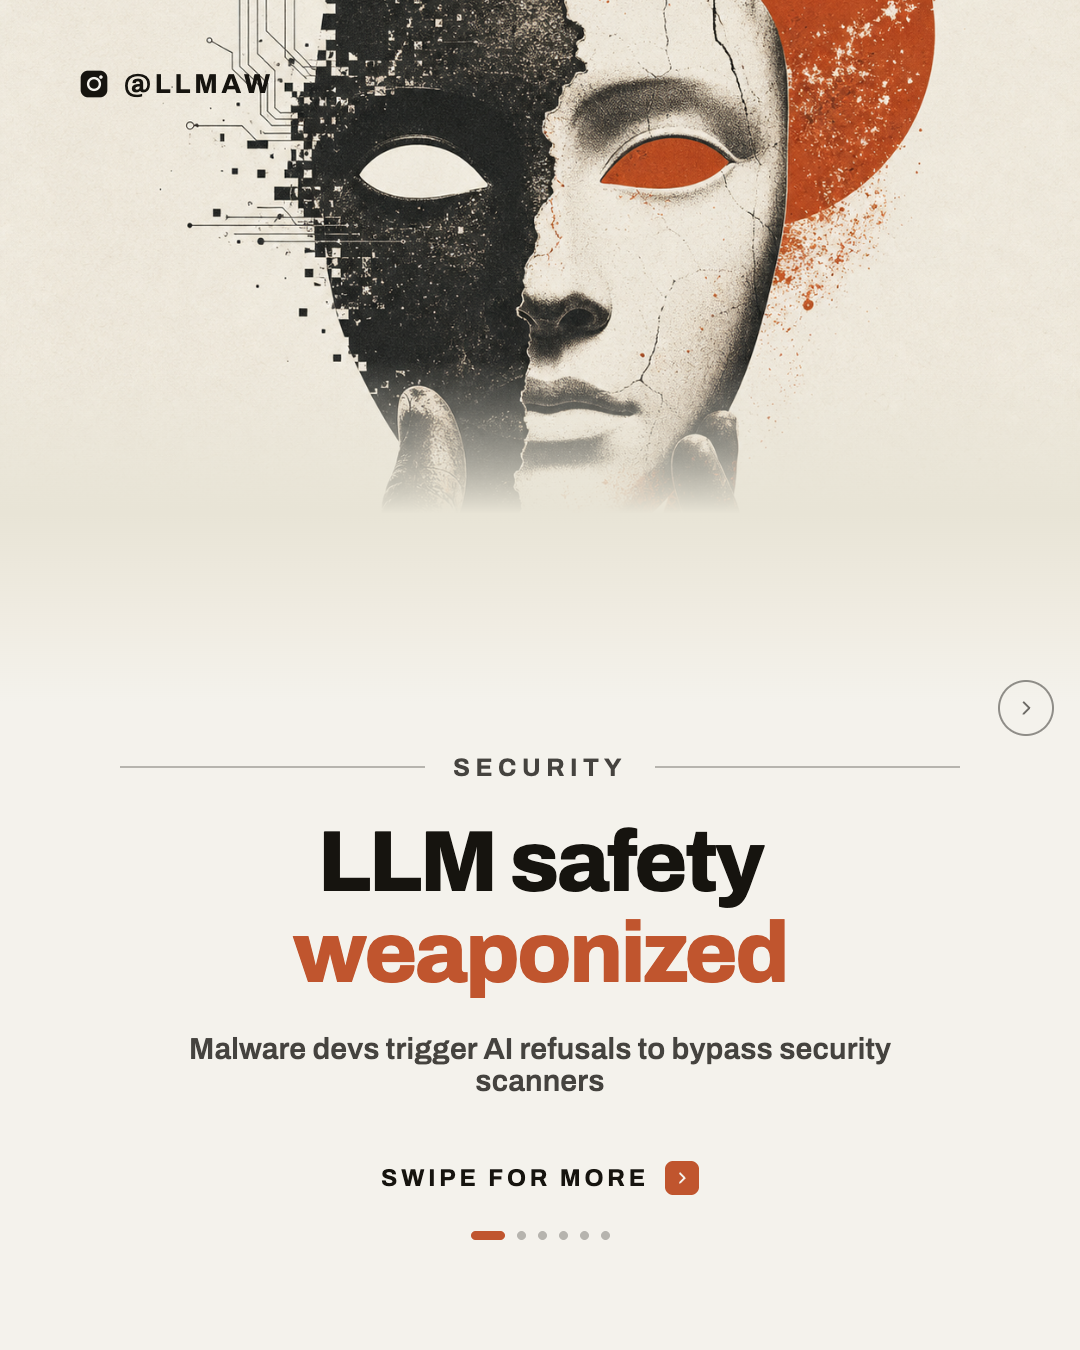 @LLMAW
SECURITY
LLM safety
weaponized
Malware devs trigger AI refusals to bypass security
scanners
SWIPE FOR MORE